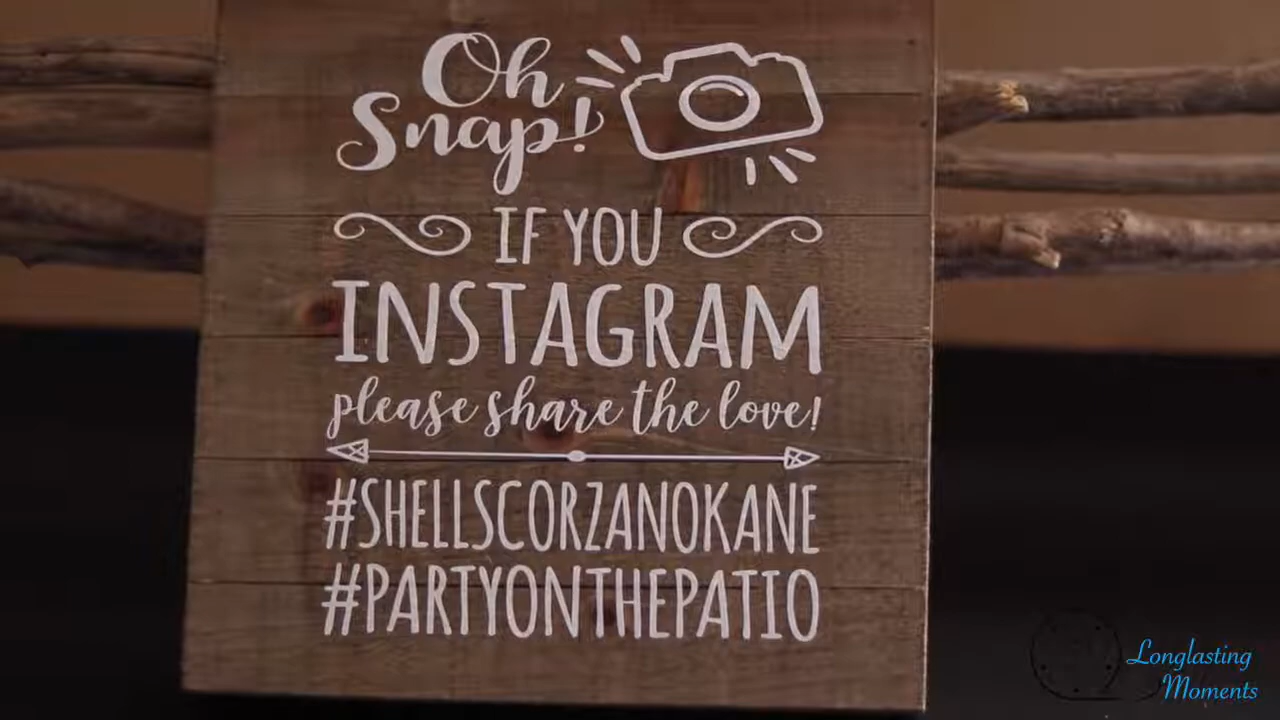 Oh
Snap!
IF YOU
INSTAGRAM
please share the love!
#SHELLSCORZANOKANE
#PARTYONTHEPATIO
Longlasting
Moments